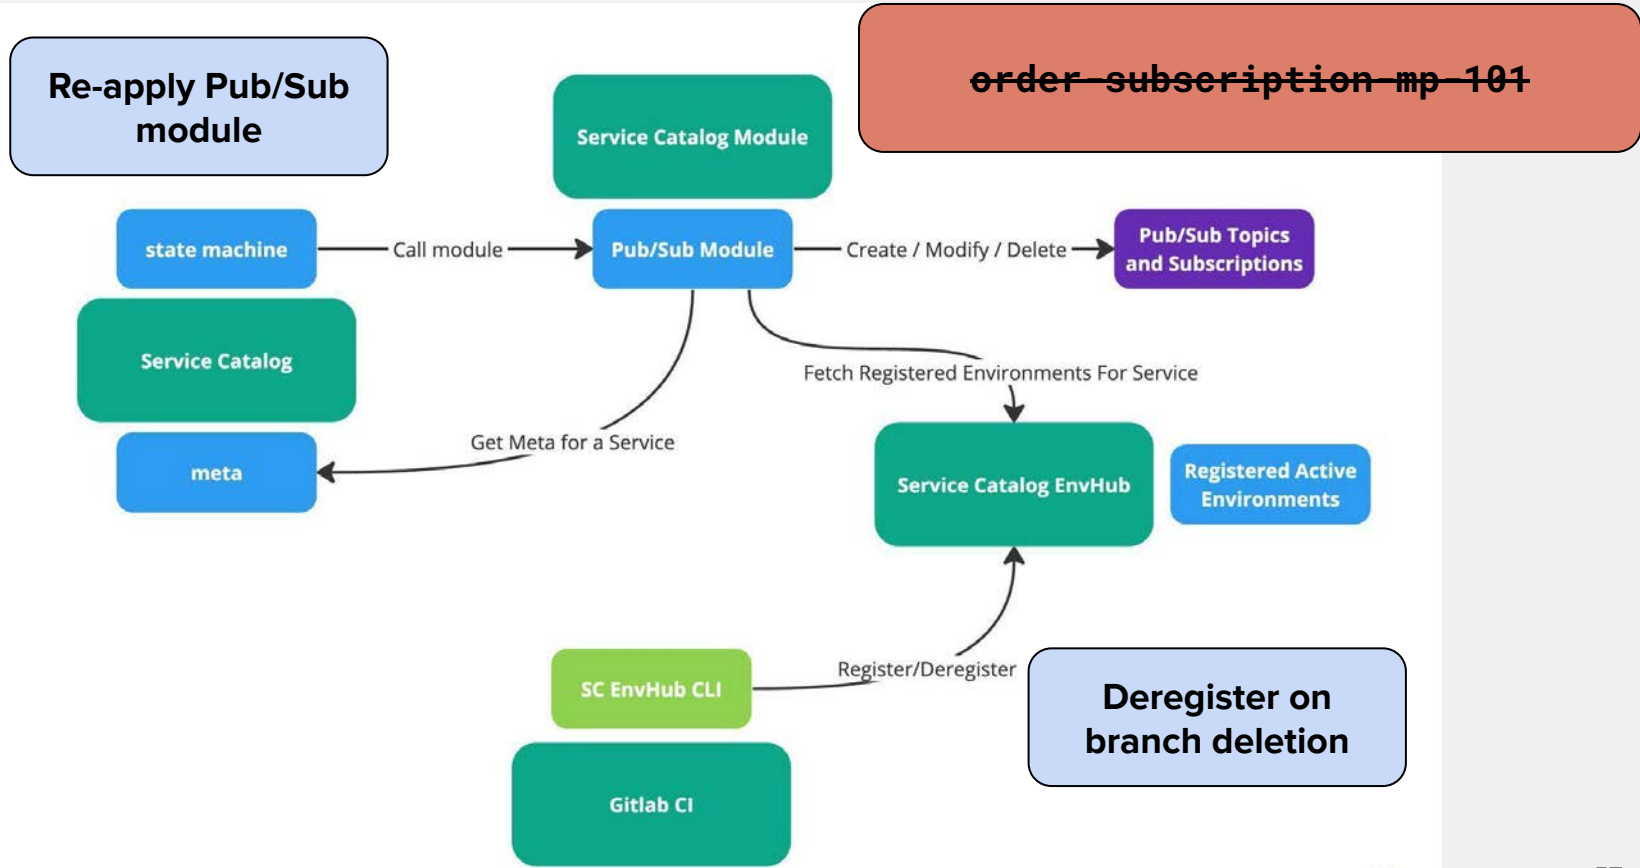 Re-apply Pub/Sub
module
order-subscription-mp-101
Service Catalog Module
state machine
Call module
Pub/Sub Module
Create / Modify / Delete
Pub/Sub Topics
and Subscriptions
Service Catalog
Fetch Registered Environments For Service
Get Meta for a Service
meta
Service Catalog EnvHub
Registered Active
Environments
SC EnvHub CLI
Register/Deregister
Deregister on
branch deletion
Gitlab CI